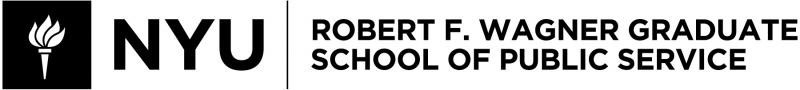 NYU
ROBERT F. WAGNER GRADUATE
SCHOOL OF PUBLIC SERVICE